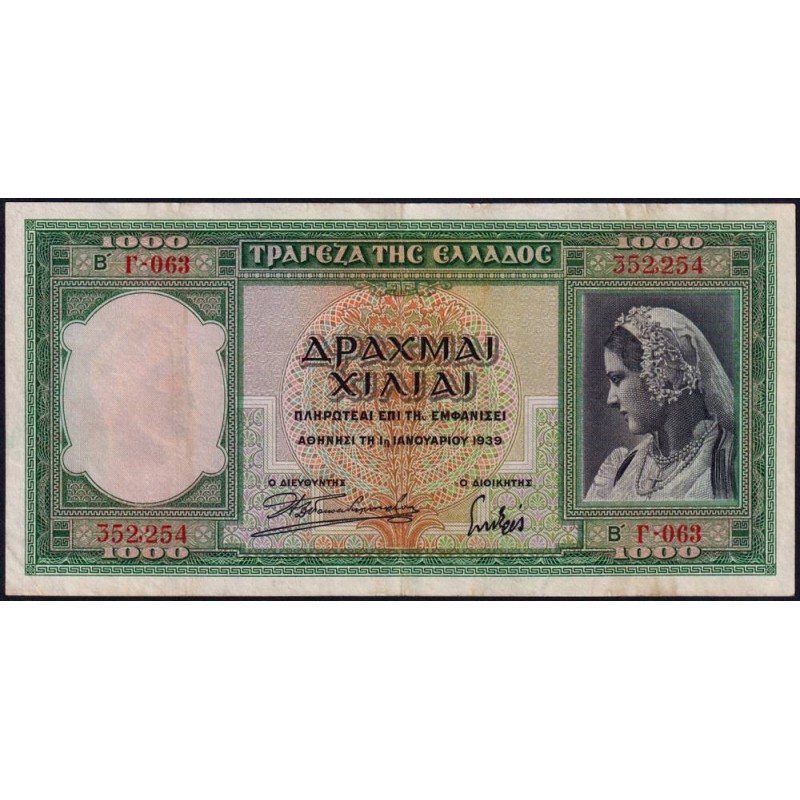 1000 1000
ΤΡΑΠΕΖΑ ΤΗΣ ΕΛΛΑΔΟΣ
Β΄ Γ-063 352,254
ΔΡΑΧΜΑΙ
ΧΙΛΙΑΙ
ΠΛΗΡΩΤΕΑΙ ΕΠΙ ΤΗι ΕΜΦΑΝΙΣΕΙ
ΑΘΗΝΗΣΙ ΤΗ 1η ΙΑΝΟΥΑΡΙΟΥ 1939
Ο ΔΙΕΥΘΥΝΤΗΣ Ο ΔΙΟΙΚΗΤΗΣ
352,254 Β΄ Γ-063
1000 1000